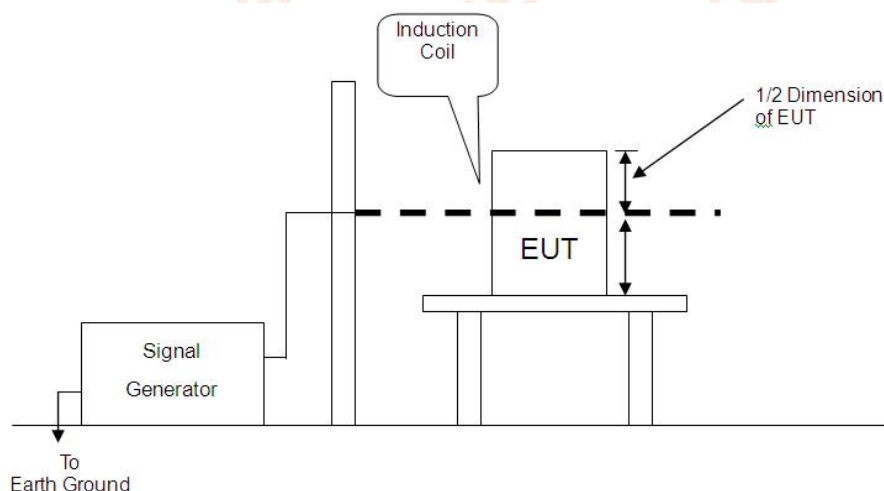 Induction
Coil
1/2 Dimension
of EUT
EUT
Signal
Generator
To
Earth Ground